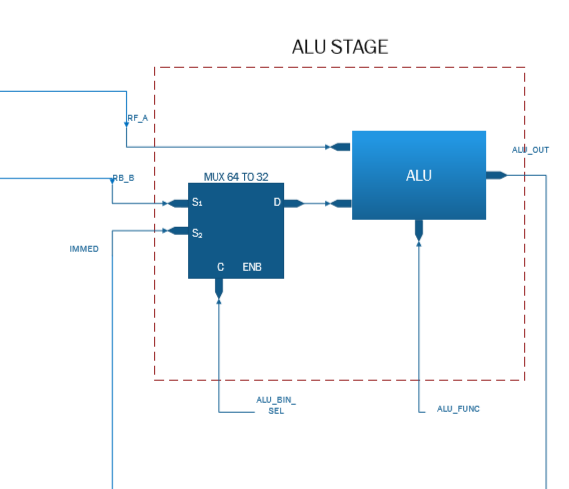 ALU STAGE
RF_A
ALU_OUT
RB_B
MUX 64 TO 32
ALU
S₁
D
S₂
IMMED
C
ENB
ALU_BIN_
SEL
ALU_FUNC